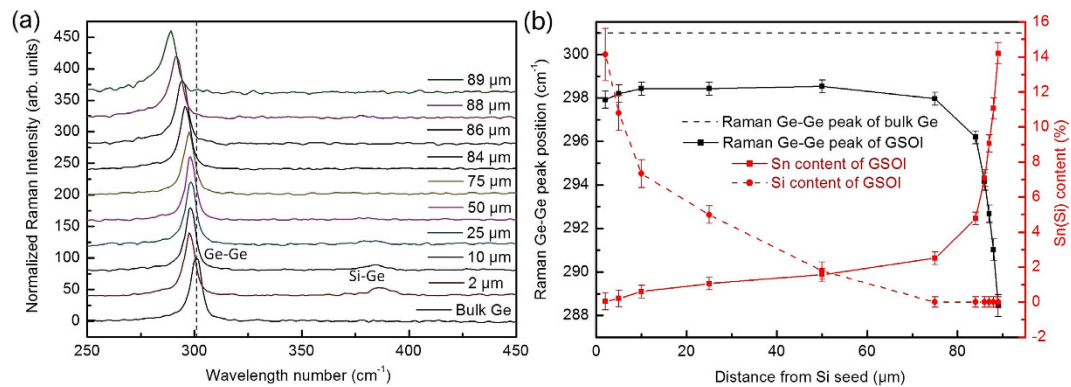 (a)
Normalized Raman Intensity (arb. units)
450
400
350
300
250
200
150
100
50
0
89 μm
88 μm
86 μm
84 μm
75 μm
50 μm
25 μm
10 μm
2 μm
Bulk Ge
Ge-Ge
Si-Ge
250 300 350 400 450
Wavelength number (cm⁻¹)
(b)
Raman Ge-Ge peak position (cm⁻¹)
300
298
296
294
292
290
288
Raman Ge-Ge peak of bulk Ge
Raman Ge-Ge peak of GSOI
Sn content of GSOI
Si content of GSOI
16
14
12
10
8
6
4
2
0
-2
Sn(Si) content (%)
0 20 40 60 80
Distance from Si seed (μm)